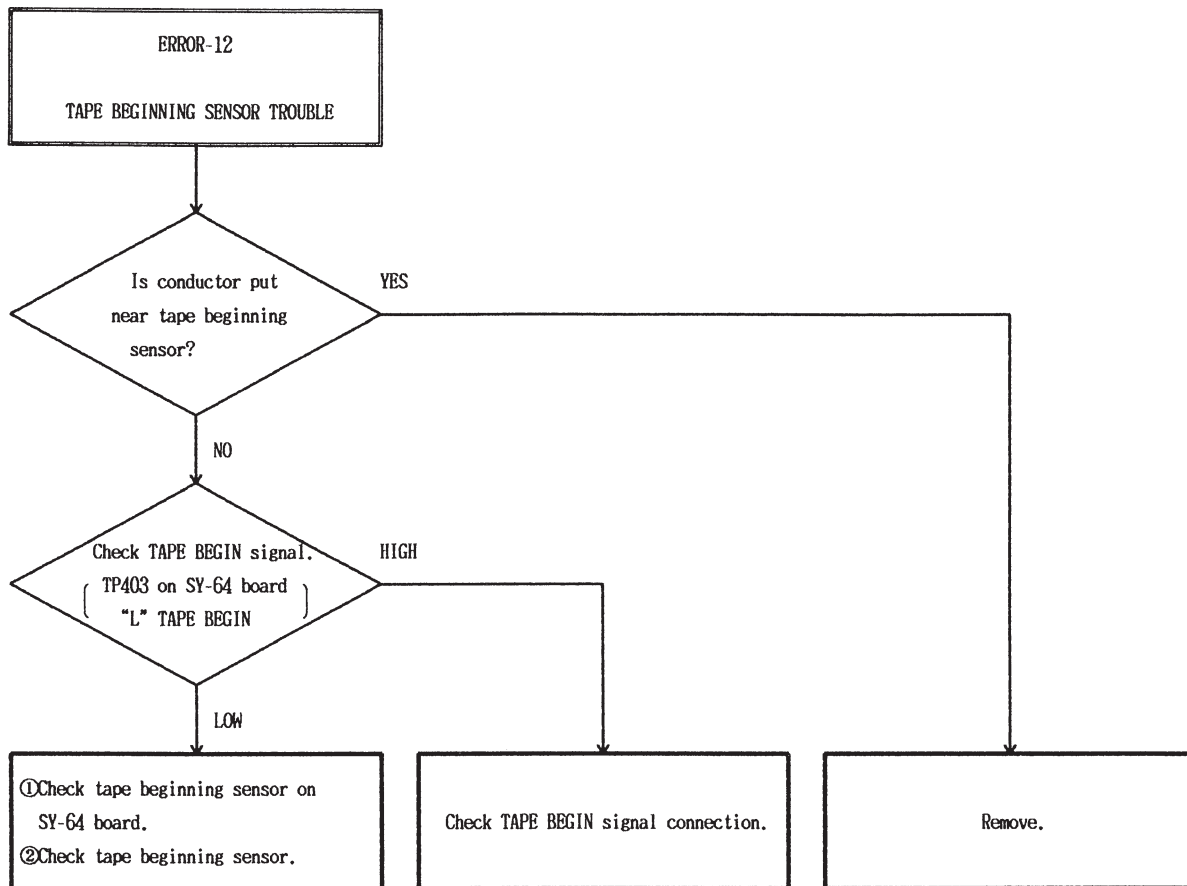 ERROR-12
TAPE BEGINNING SENSOR TROUBLE
Is conductor put
near tape beginning
sensor?
YES
NO
Check TAPE BEGIN signal.
TP403 on SY-64 board
"L" TAPE BEGIN
HIGH
LOW
①Check tape beginning sensor on
SY-64 board.
②Check tape beginning sensor.
Check TAPE BEGIN signal connection.
Remove.